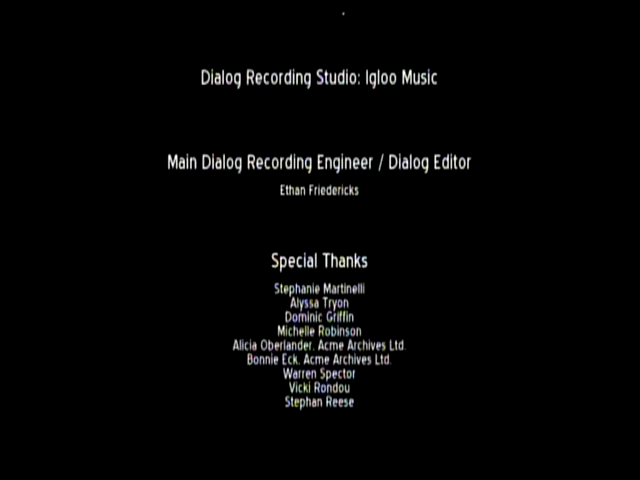 Dialog Recording Studio: Igloo Music
Main Dialog Recording Engineer / Dialog Editor
Ethan Friedericks
Special Thanks
Stephanie Martinelli
Alyssa Tryon
Dominic Griffin
Michelle Robinson
Alicia Oberlander, Acme Archives Ltd.
Bonnie Eck, Acme Archives Ltd.
Warren Spector
Vicki Rondou
Stephan Reese